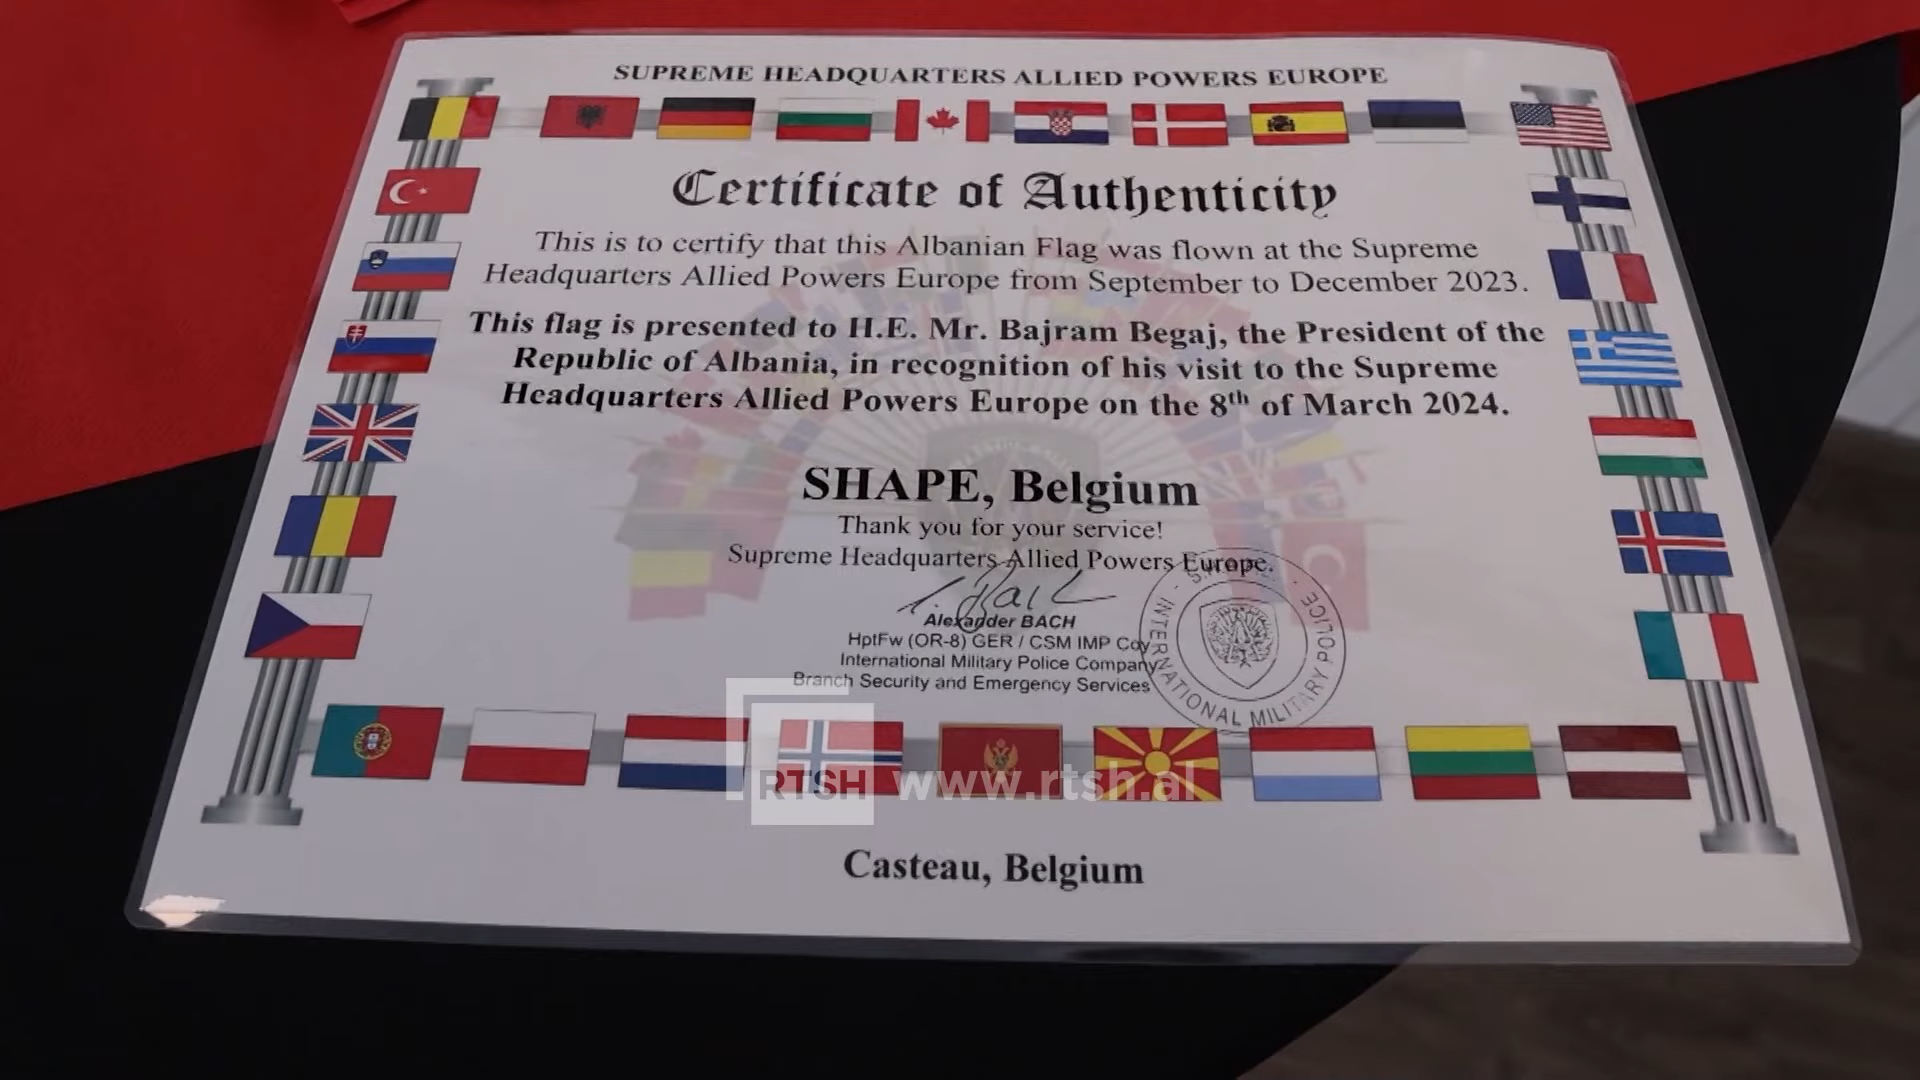 SUPREME HEADQUARTERS ALLIED POWERS EUROPE
Certificate of Authenticity
This is to certify that this Albanian Flag was flown at the Supreme
Headquarters Allied Powers Europe from September to December 2023.
This flag is presented to H.E. Mr. Bajram Begaj, the President of the
Republic of Albania, in recognition of his visit to the Supreme
Headquarters Allied Powers Europe on the 8th of March 2024.
SHAPE, Belgium
Thank you for your service!
Supreme Headquarters Allied Powers Europe.
Alexander BACH
HptFw (OR-8) GER / CSM IMP Coy
International Military Police Company
Branch Security and Emergency Services
INTERNATIONAL MILITARY POLICE
RTSH www.rtsh.al
Casteau, Belgium